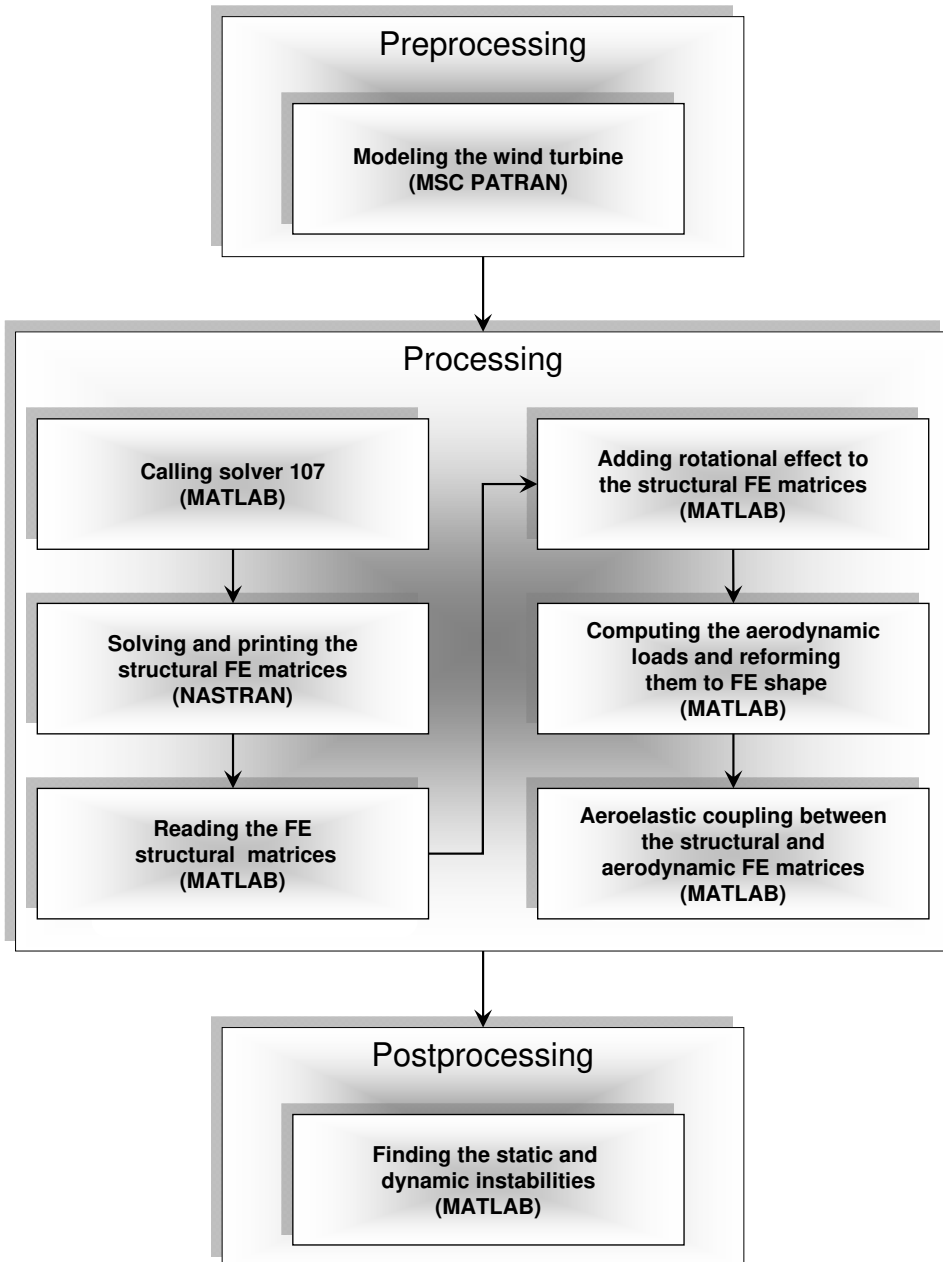 Preprocessing
Modeling the wind turbine
(MSC PATRAN)
Processing
Calling solver 107
(MATLAB)
Solving and printing the
structural FE matrices
(NASTRAN)
Reading the FE
structural matrices
(MATLAB)
Adding rotational effect to
the structural FE matrices
(MATLAB)
Computing the aerodynamic
loads and reforming
them to FE shape
(MATLAB)
Aeroelastic coupling between
the structural and
aerodynamic FE matrices
(MATLAB)
Postprocessing
Finding the static and
dynamic instabilities
(MATLAB)